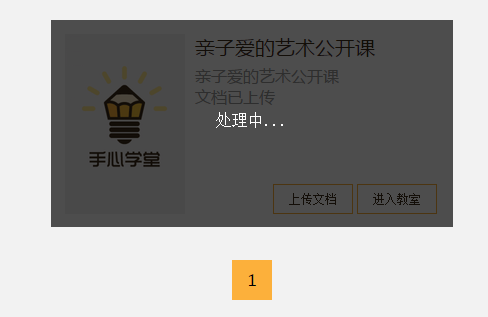 亲子爱的艺术公开课
亲子爱的艺术公开课
文档已上传
处理中...
手心学堂
上传文档
进入教室
1